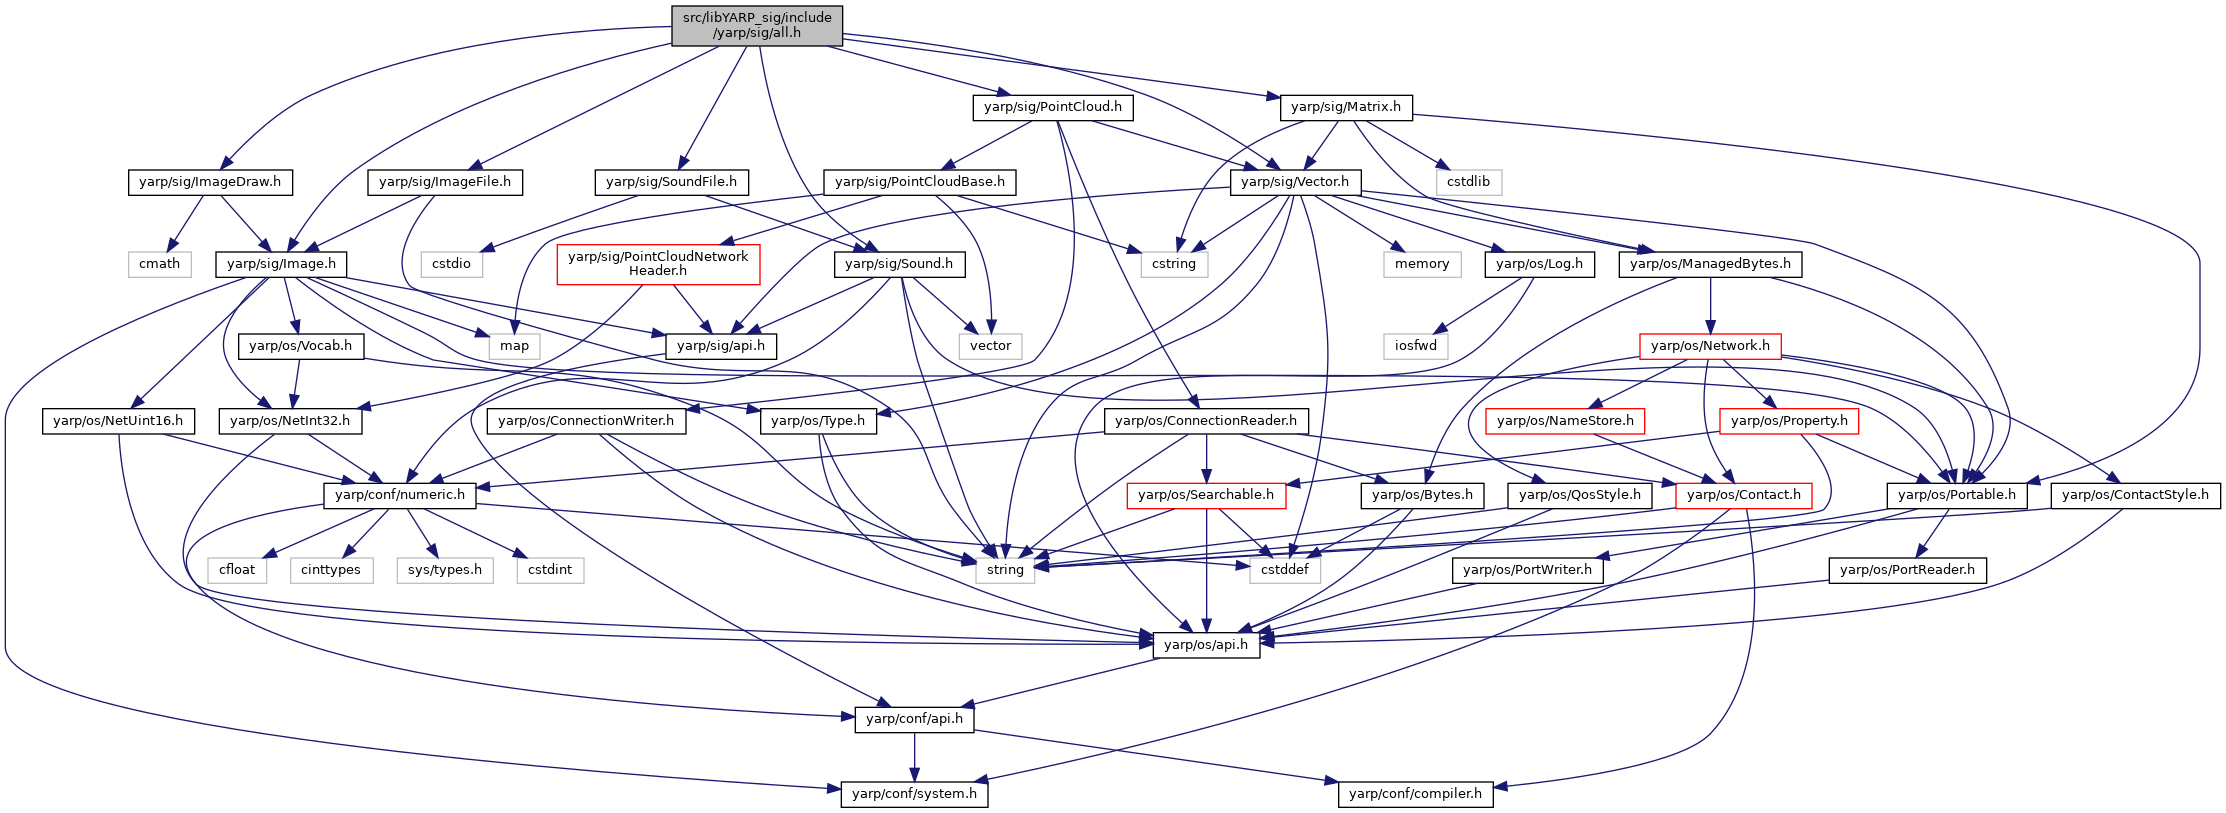 src/libYARP_sig/include
/yarp/sig/all.h
yarp/sig/PointCloud.h
yarp/sig/Matrix.h
yarp/sig/ImageDraw.h
yarp/sig/ImageFile.h
yarp/sig/SoundFile.h
yarp/sig/PointCloudBase.h
yarp/sig/Vector.h
cstdlib
cmath
yarp/sig/Image.h
cstdio
yarp/sig/PointCloudNetwork
Header.h
yarp/sig/Sound.h
cstring
memory
yarp/os/Log.h
yarp/os/ManagedBytes.h
yarp/os/Vocab.h
map
yarp/sig/api.h
vector
iosfwd
yarp/os/Network.h
yarp/os/NetUint16.h
yarp/os/NetInt32.h
yarp/os/ConnectionWriter.h
yarp/os/Type.h
yarp/os/ConnectionReader.h
yarp/os/NameStore.h
yarp/os/Property.h
yarp/conf/numeric.h
yarp/os/Searchable.h
yarp/os/Bytes.h
yarp/os/QosStyle.h
yarp/os/Contact.h
yarp/os/Portable.h
yarp/os/ContactStyle.h
cfloat
cinttypes
sys/types.h
cstdint
string
cstddef
yarp/os/PortWriter.h
yarp/os/PortReader.h
yarp/os/api.h
yarp/conf/api.h
yarp/conf/system.h
yarp/conf/compiler.h